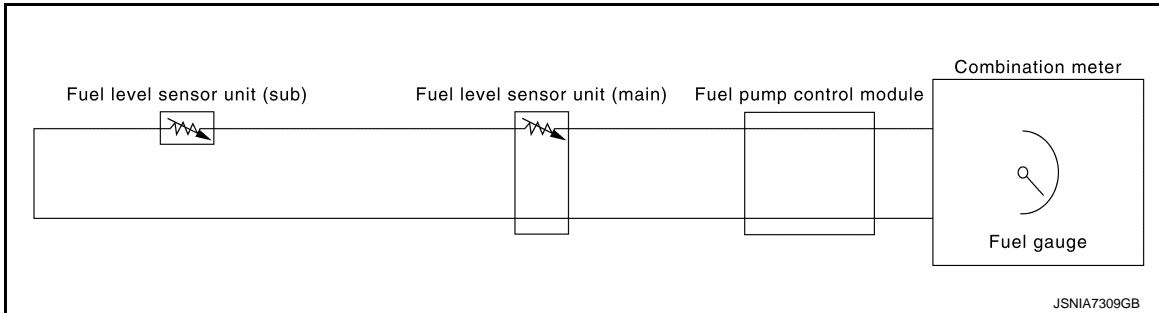 Combination meter
Fuel level sensor unit (sub)
Fuel level sensor unit (main)
Fuel pump control module
Fuel gauge
JSNIA7309GB